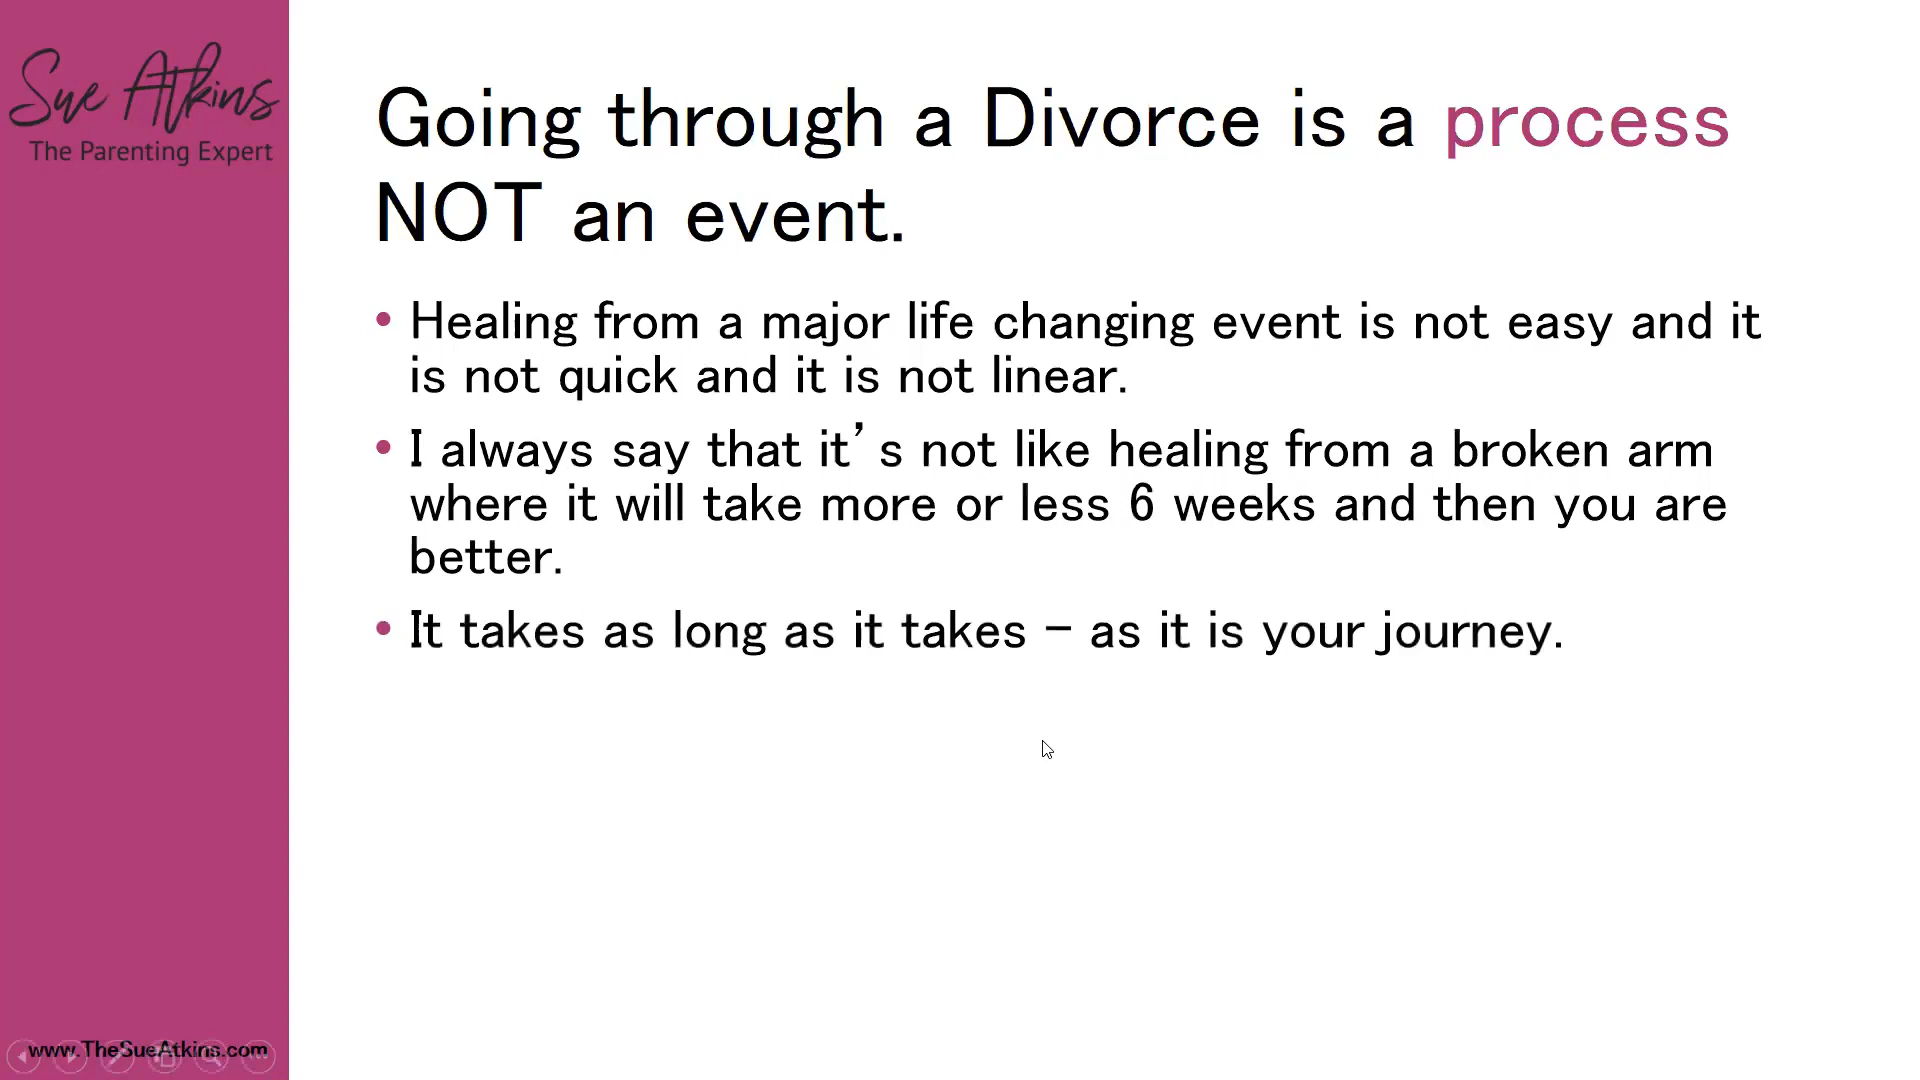 Sue Atkins
The Parenting Expert
Going through a Divorce is a process
NOT an event.
• Healing from a major life changing event is not easy and it
is not quick and it is not linear.
• I always say that it’s not like healing from a broken arm
where it will take more or less 6 weeks and then you are
better.
• It takes as long as it takes – as it is your journey.
www.TheSueAtkins.com